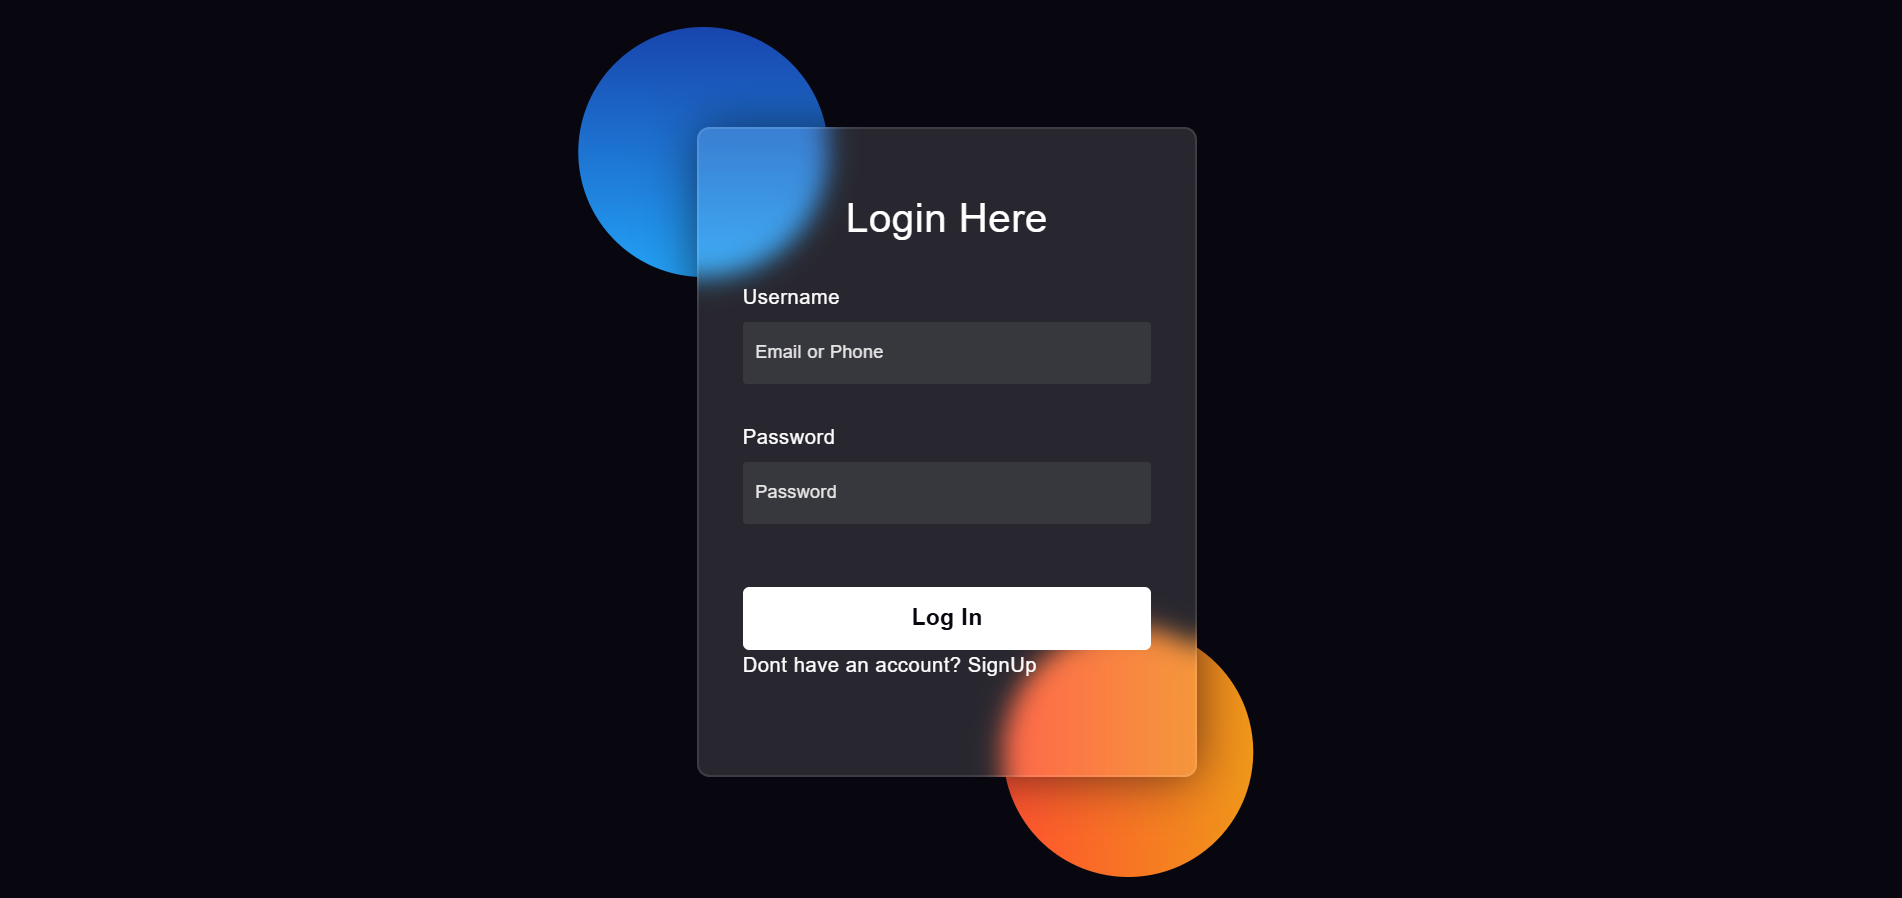 Login Here
Username
Email or Phone
Password
Password
Log In
Dont have an account? SignUp